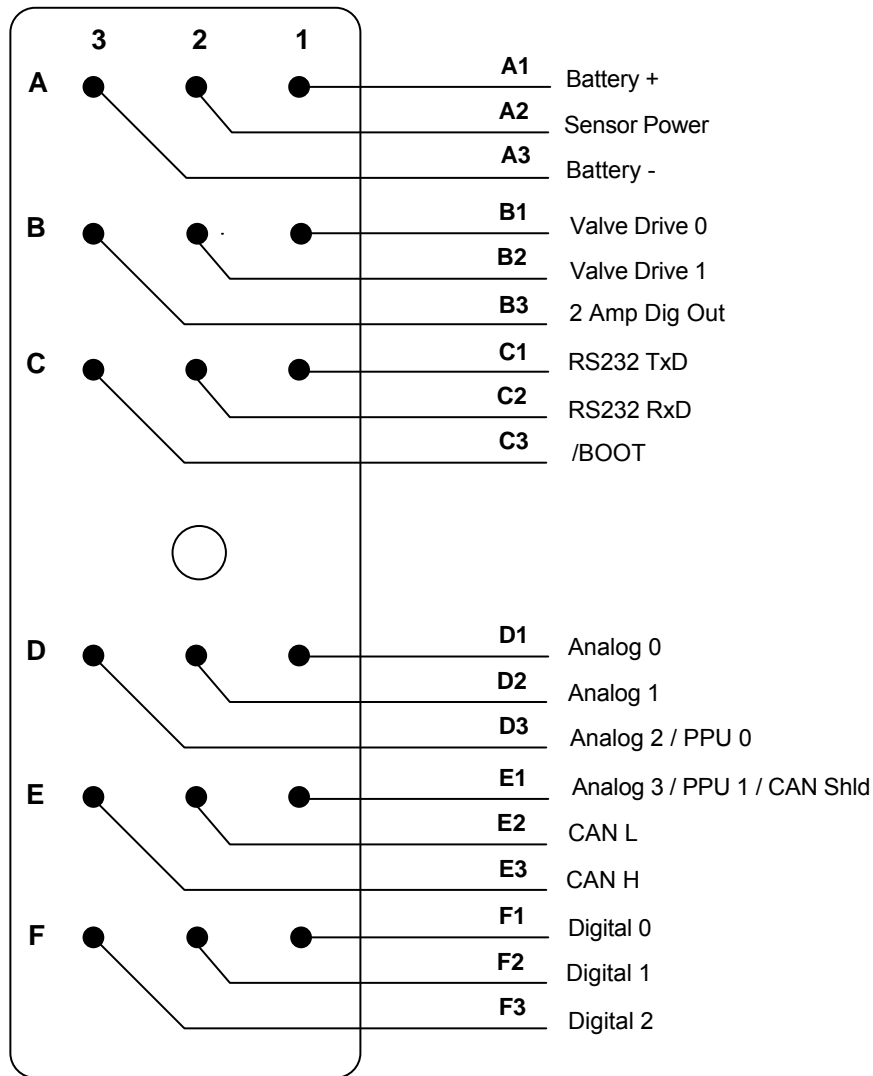 3 2 1
A
A1 Battery +
A2 Sensor Power
A3 Battery -
B
B1 Valve Drive 0
B2 Valve Drive 1
B3 2 Amp Dig Out
C
C1 RS232 TxD
C2 RS232 RxD
C3 /BOOT
D
D1 Analog 0
D2 Analog 1
D3 Analog 2 / PPU 0
E
E1 Analog 3 / PPU 1 / CAN Shld
E2 CAN L
E3 CAN H
F
F1 Digital 0
F2 Digital 1
F3 Digital 2